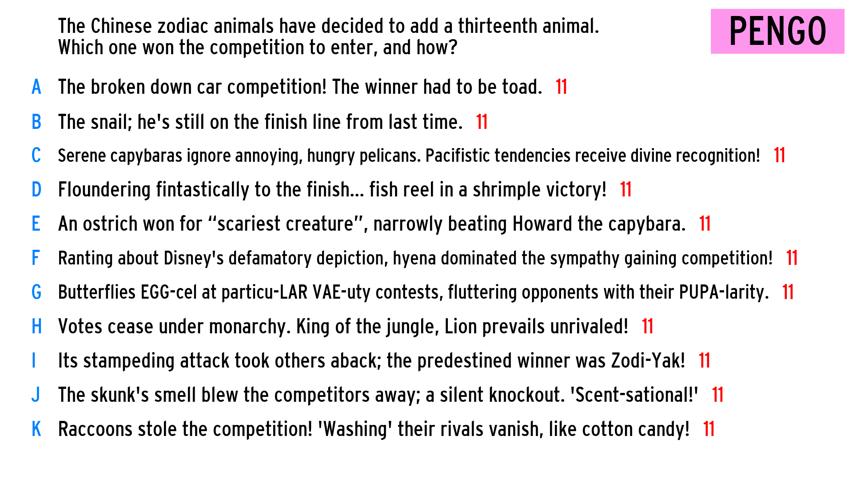 The Chinese zodiac animals have decided to add a thirteenth animal.
Which one won the competition to enter, and how?
PENGO
A The broken down car competition! The winner had to be toad. 11
B The snail; he's still on the finish line from last time. 11
C Serene capybaras ignore annoying, hungry pelicans. Pacifistic tendencies receive divine recognition! 11
D Floundering fintastically to the finish... fish reel in a shrimple victory! 11
E An ostrich won for “scariest creature”, narrowly beating Howard the capybara. 11
F Ranting about Disney's defamatory depiction, hyena dominated the sympathy gaining competition! 11
G Butterflies EGG-cel at particu-LAR VAE-uty contests, fluttering opponents with their PUPA-larity. 11
H Votes cease under monarchy. King of the jungle, Lion prevails unrivaled! 11
I Its stampeding attack took others aback; the predestined winner was Zodi-Yak! 11
J The skunk's smell blew the competitors away; a silent knockout. 'Scent-sational!' 11
K Raccoons stole the competition! 'Washing' their rivals vanish, like cotton candy! 11